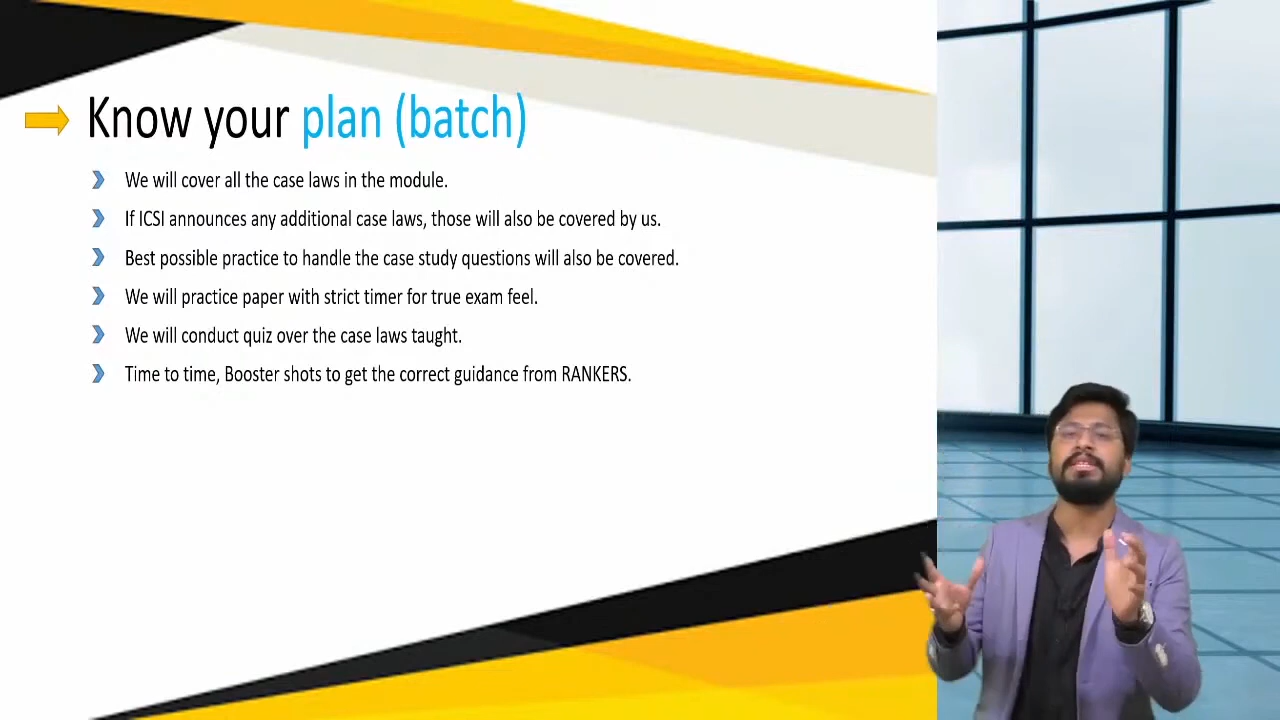 Know your plan (batch)
We will cover all the case laws in the module.
If ICSI announces any additional case laws, those will also be covered by us.
Best possible practice to handle the case study questions will also be covered.
We will practice paper with strict timer for true exam feel.
We will conduct quiz over the case laws taught.
Time to time, Booster shots to get the correct guidance from RANKERS.